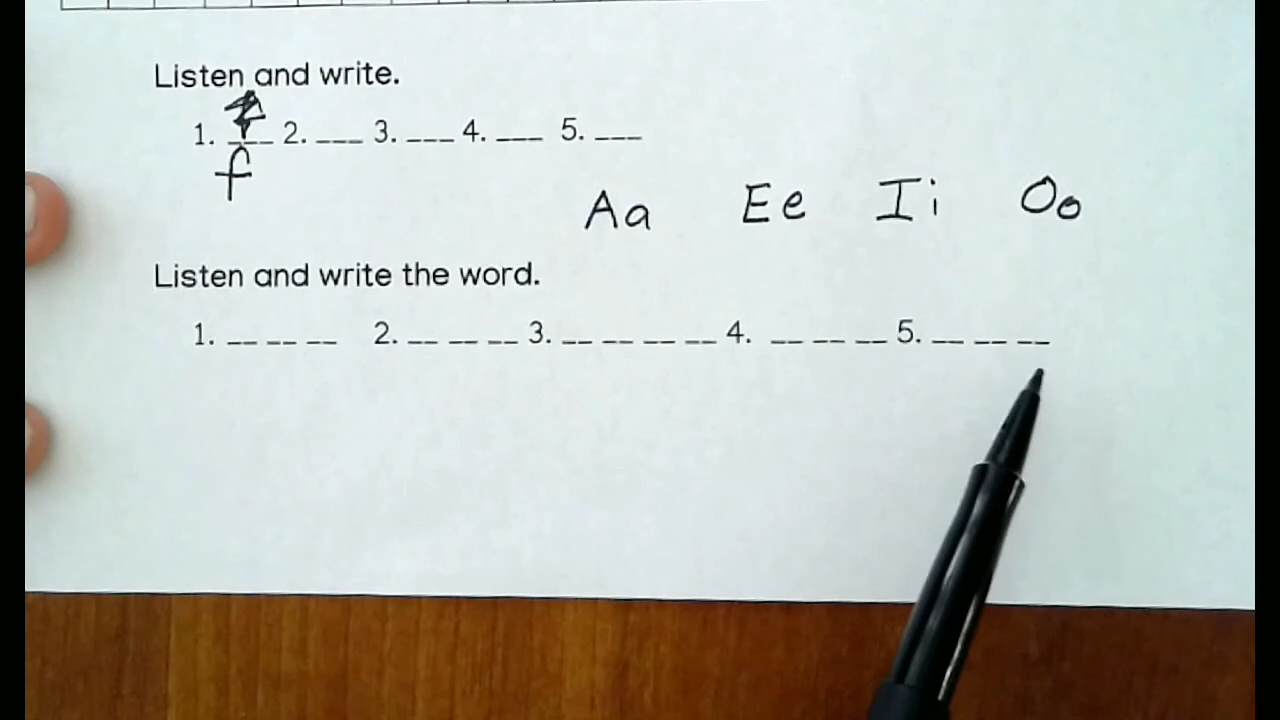 Listen and write.
1. ___ 2. ___ 3. ___ 4. ___ 5. ___
f
Aa Ee Ii Oo
Listen and write the word.
1. __ __ __ 2. __ __ __ 3. __ __ __ __ 4. __ __ __ 5. __ __ __